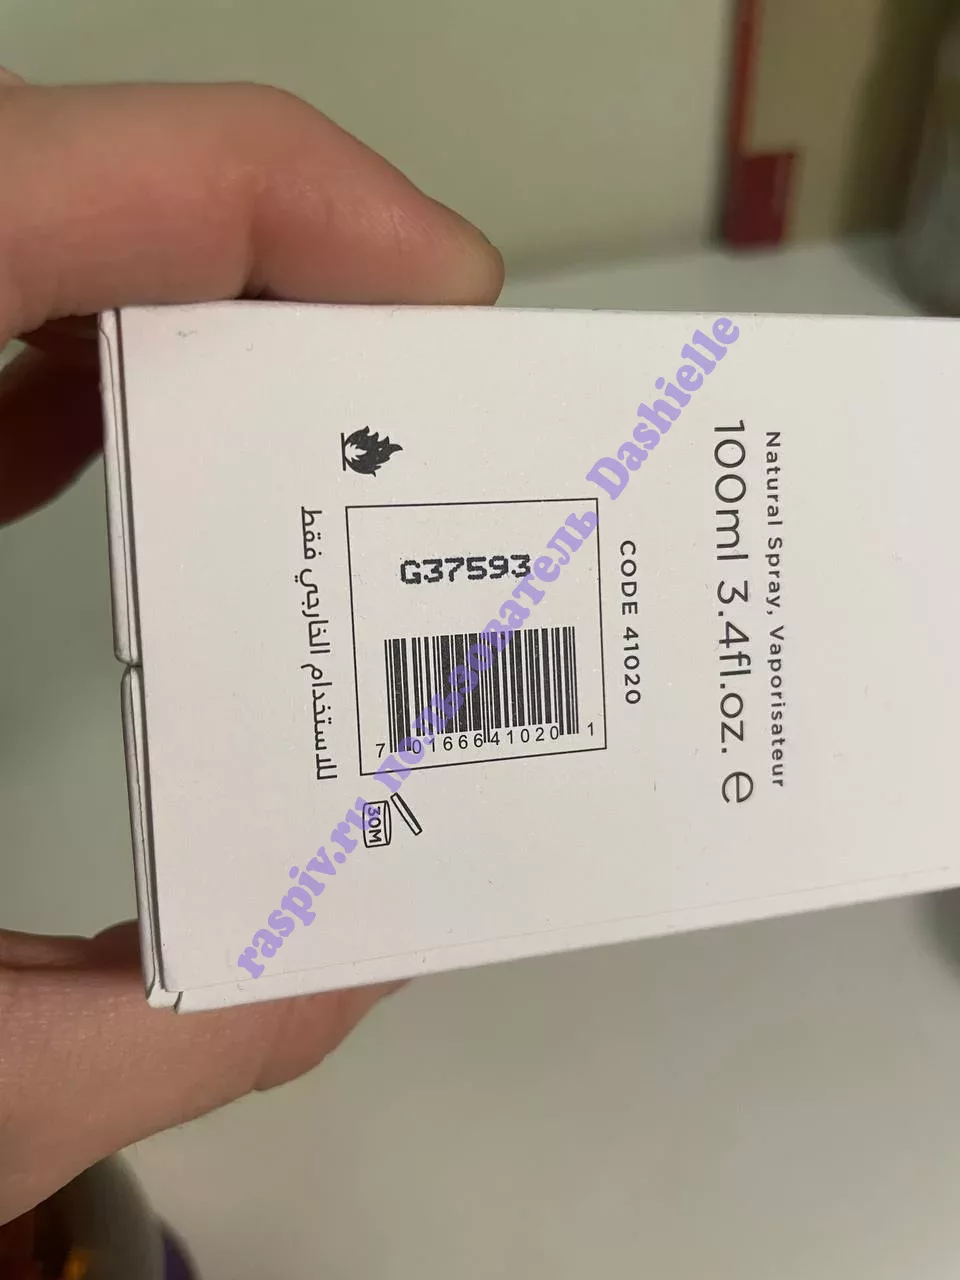 Natural Spray, Vaporisateur
100ml 3.4fl.oz. e
CODE 41020
G37593
7 01666 41020 1
للاستخدام الخارجي فقط
30M
raspiv.ru пользователь Dashielle